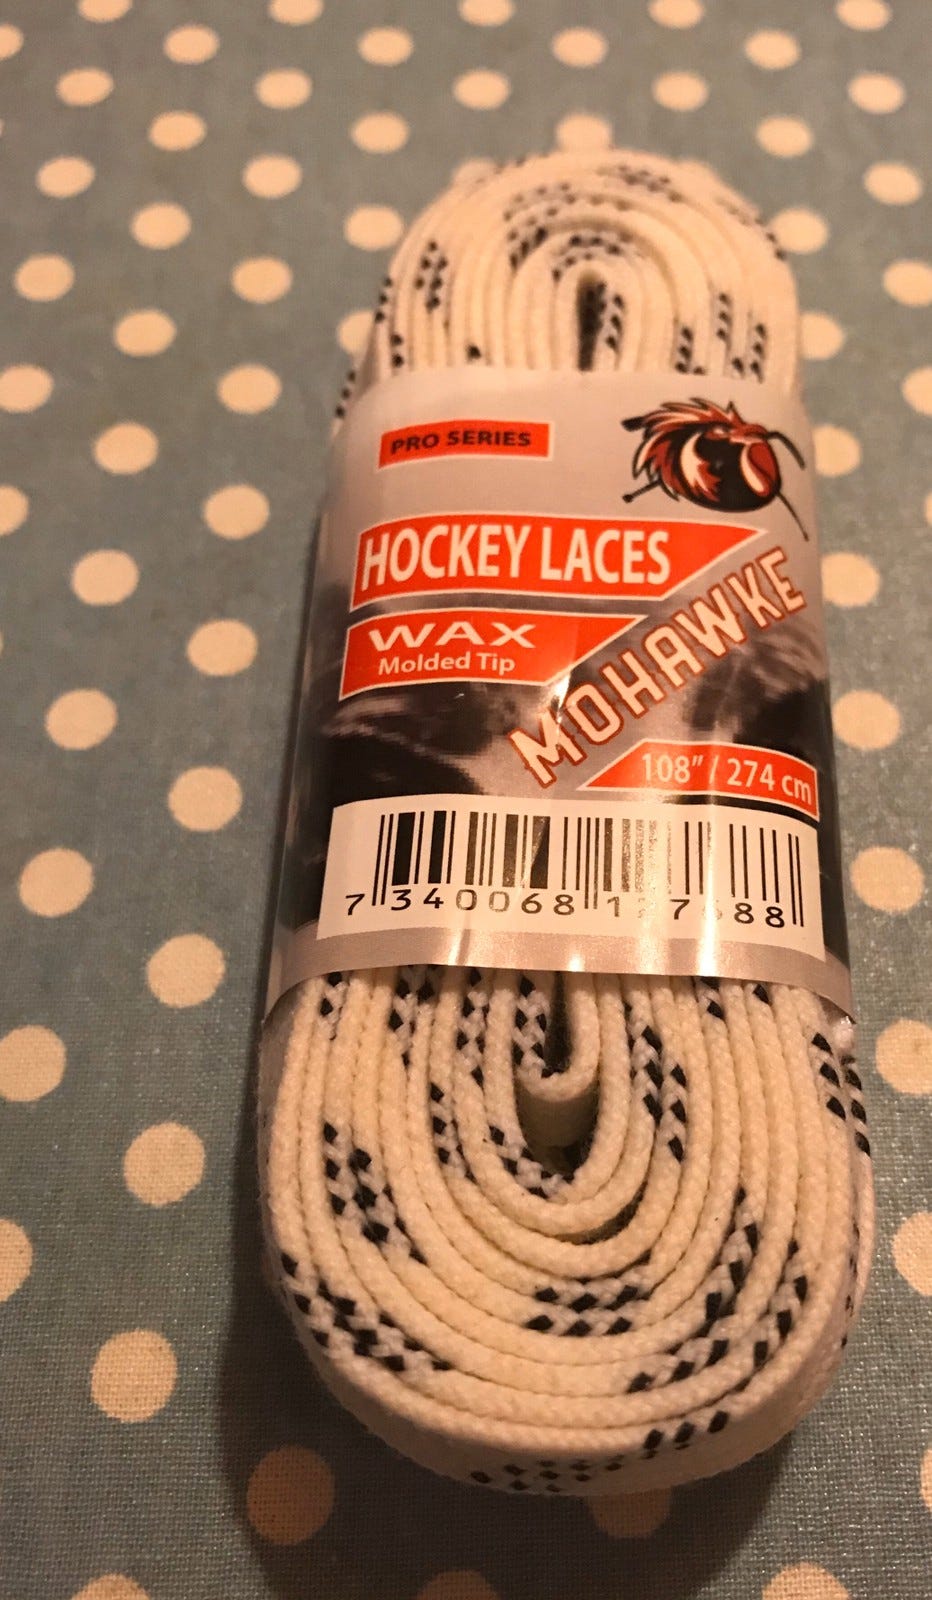 PRO SERIES
HOCKEY LACES
WAX
Molded Tip
MOHAWKE
108" / 274 cm
7 340068